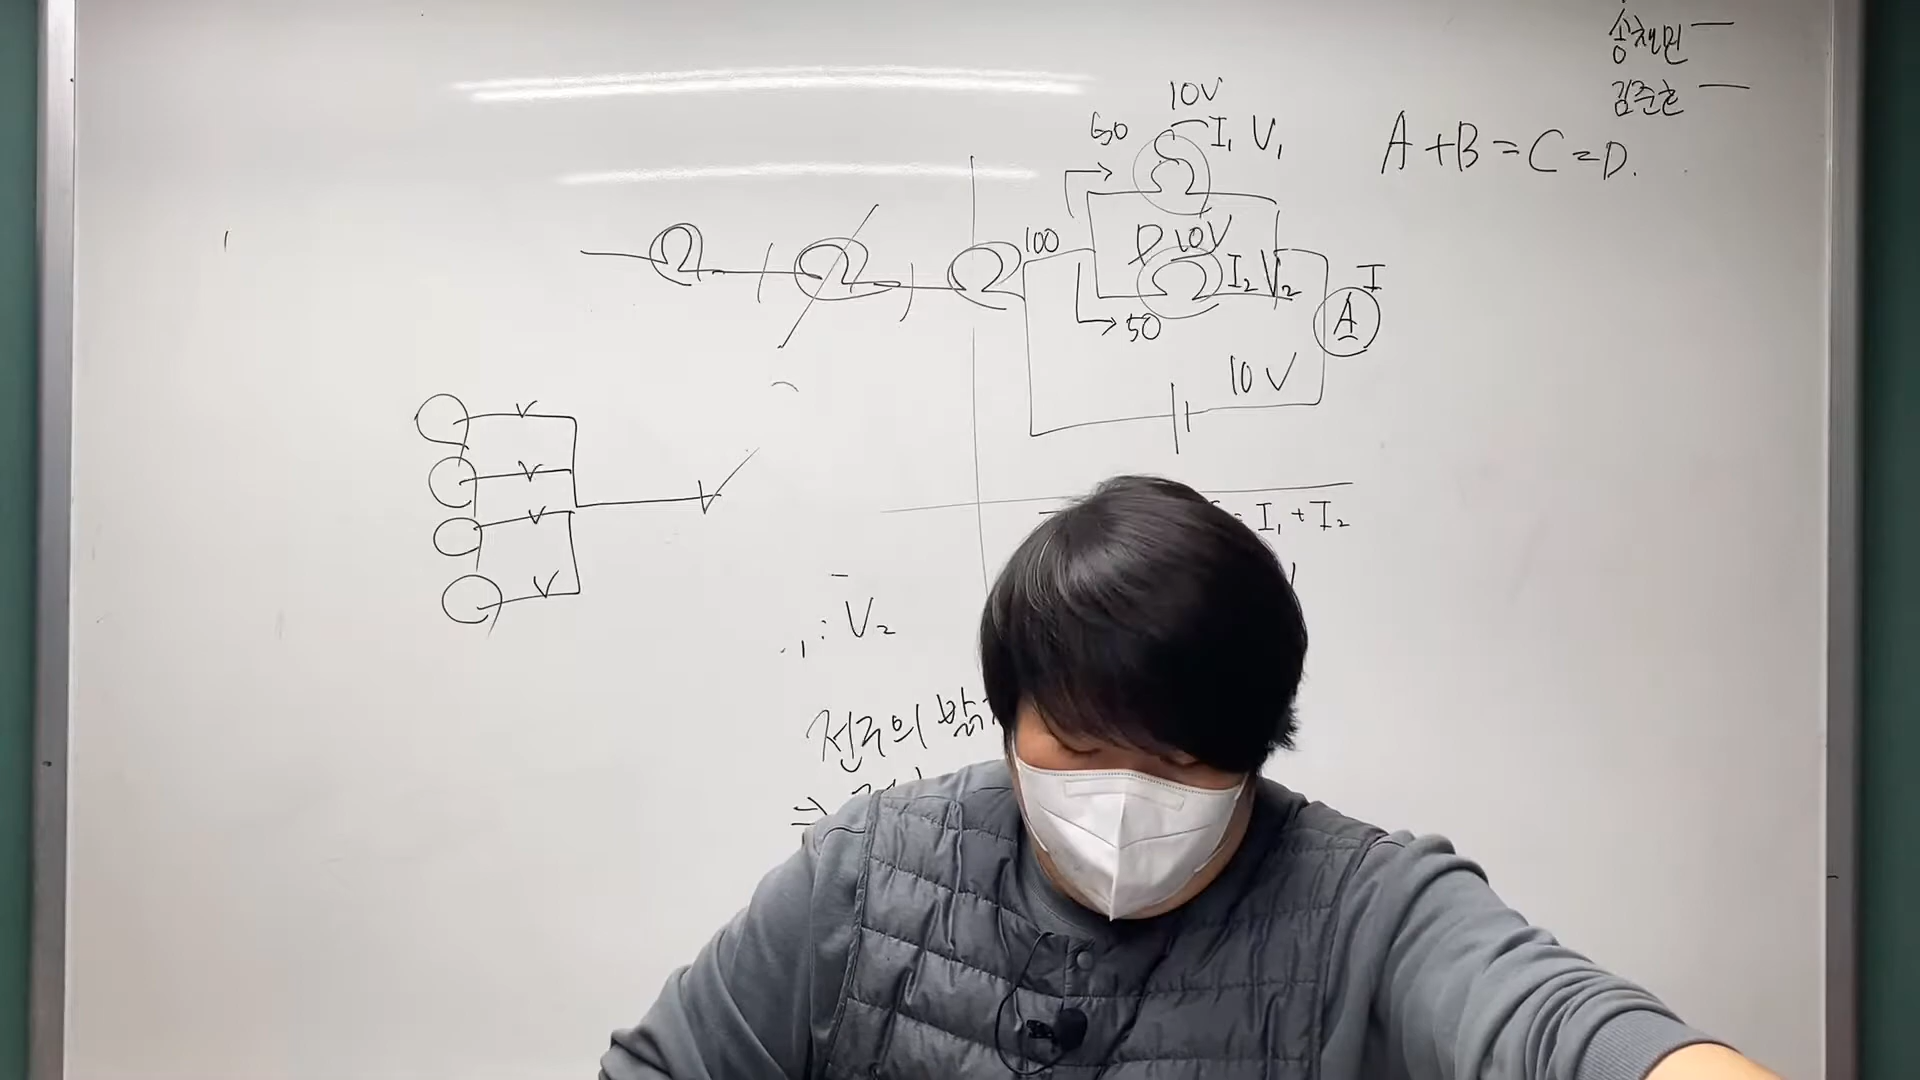 송채민 —
김준호 —
A+B=C=D.
10V
50 I₁ V₁
100 D 10V
I₂ V₂ I
50 A
10V
V
V
V
V
V
= I₁ + I₂
: V₂
전구의 밝
⇒